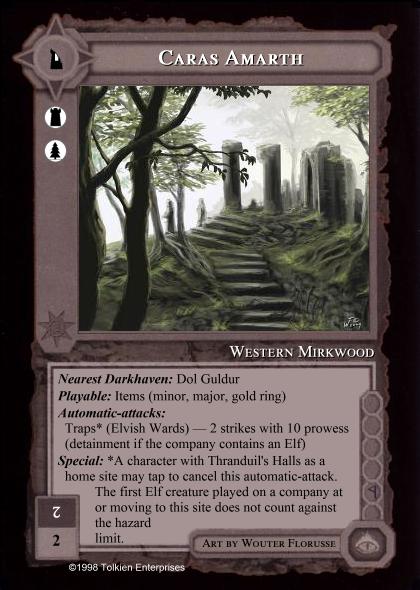 Caras Amarth
Western Mirkwood
Nearest Darkhaven: Dol Guldur
Playable: Items (minor, major, gold ring)
Automatic-attacks:
Traps* (Elvish Wards) — 2 strikes with 10 prowess
(detainment if the company contains an Elf)
Special: *A character with Thranduil's Halls as a
home site may tap to cancel this automatic-attack.
The first Elf creature played on a company at
or moving to this site does not count against
the hazard
limit.
2
2
Art by Wouter Florusse
©1998 Tolkien Enterprises